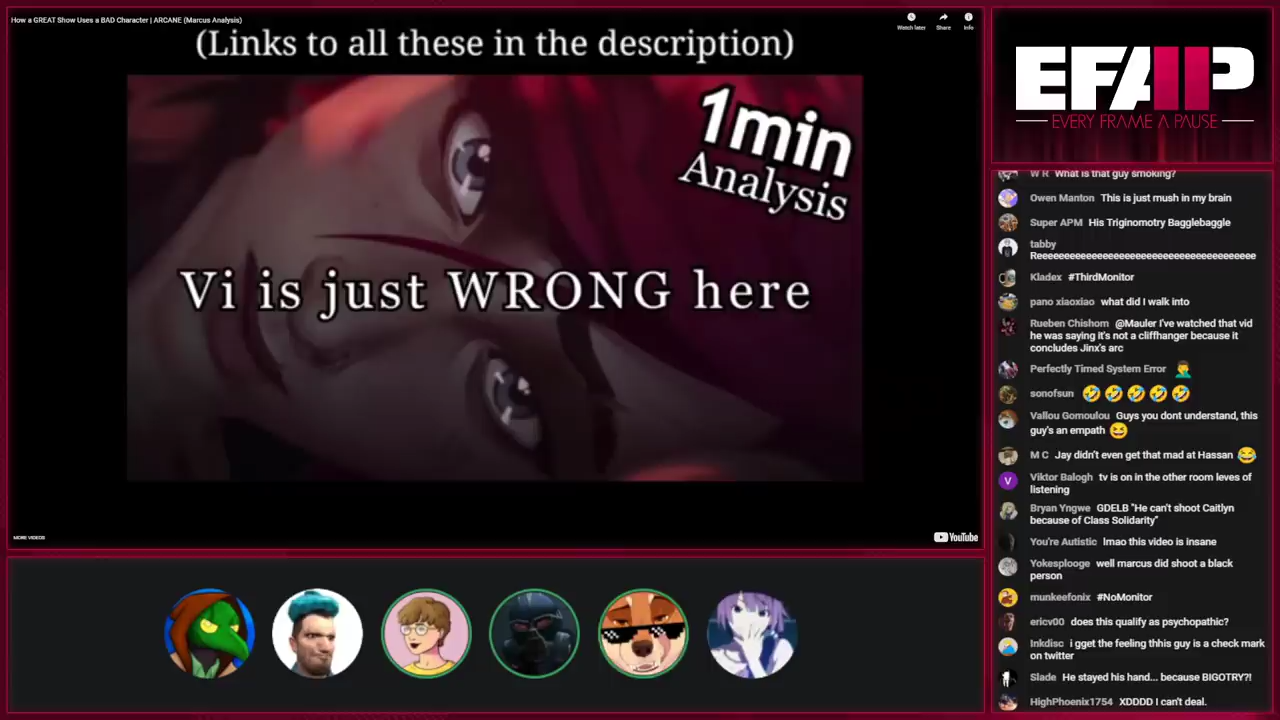 How a GREAT Show Uses a BAD Character | ARCANE (Marcus Analysis)
Watch later
Share
Info
(Links to all these in the description)
1min
Analysis
Vi is just WRONG here
MORE VIDEOS
YouTube
EFAP
EVERY FRAME A PAUSE
W R What is that guy smoking?
Owen Manton This is just mush in my brain
Super APM His Triginomotry Bagglebaggle
tabby
Reeeeeeeeeeeeeeeeeeeeeeeeeeeeeeeeeeeeeeee
Kladex #ThirdMonitor
pano xiaoxiao what did I walk into
Rueben Chishom @Mauler I've watched that vid
he was saying it's not a cliffhanger because it
concludes Jinx's arc
Perfectly Timed System Error 🤦‍♂️
sonofsun 🤣🤣🤣🤣🤣
Vallou Gomoulou Guys you dont understand, this
guy's an empath 😆
M C Jay didn't even get that mad at Hassan 😂
V
Viktor Balogh tv is on in the other room leves of
listening
Bryan Yngwe GDELB "He can't shoot Caitlyn
because of Class Solidarity"
You're Autistic lmao this video is insane
Yokesplooge well marcus did shoot a black
person
munkeefonix #NoMonitor
ericv00 does this qualify as psychopathic?
Inkdisc i gget the feeling thhis guy is a check mark
on twitter
Slade He stayed his hand... because BIGOTRY?!
HighPhoenix1754 XDDDD I can't deal.